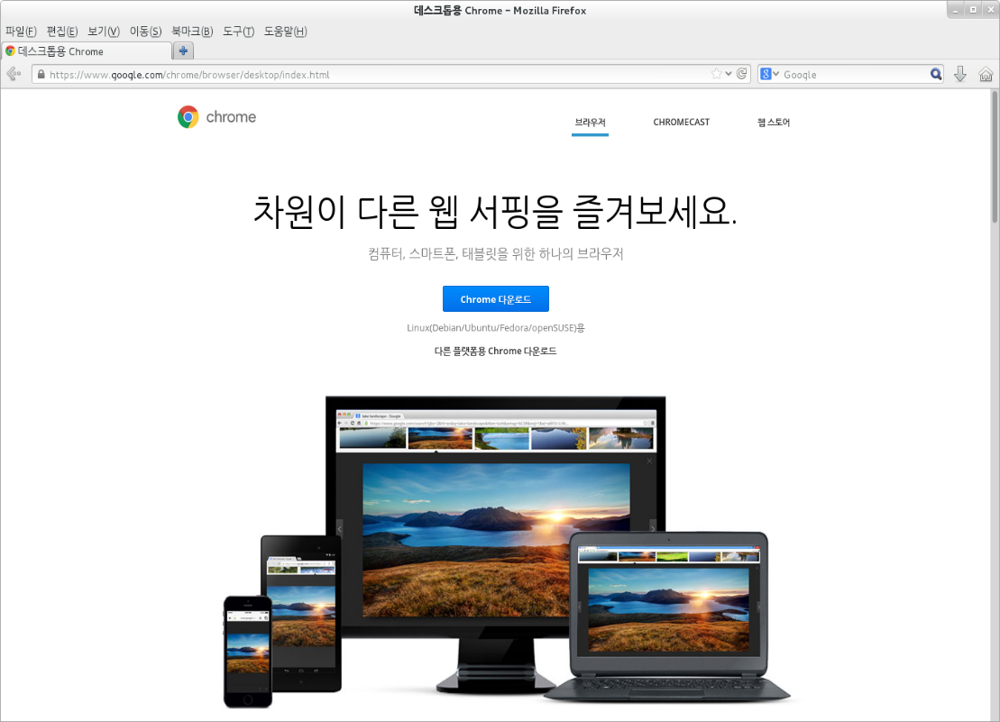 데스크톱용 Chrome - Mozilla Firefox
파일(F) 편집(E) 보기(V) 이동(S) 북마크(B) 도구(T) 도움말(H)
데스크톱용 Chrome
https://www.google.com/chrome/browser/desktop/index.html
Google
chrome
브라우저 CHROMECAST 웹 스토어
차원이 다른 웹 서핑을 즐겨보세요.
컴퓨터, 스마트폰, 태블릿을 위한 하나의 브라우저
Chrome 다운로드
Linux(Debian/Ubuntu/Fedora/openSUSE)용
다른 플랫폼용 Chrome 다운로드